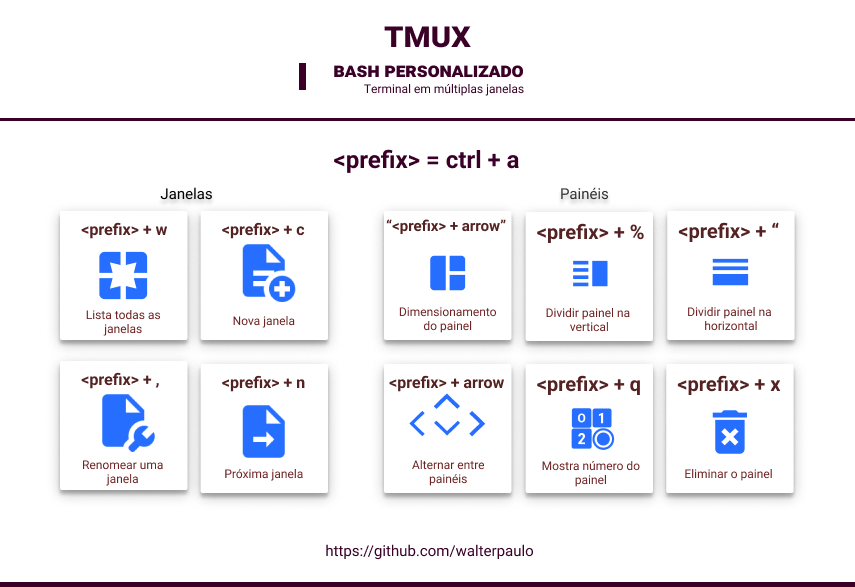 TMUX
BASH PERSONALIZADO
Terminal em múltiplas janelas
<prefix> = ctrl + a
Janelas
<prefix> + w
Lista todas as
janelas
<prefix> + c
Nova janela
<prefix> + ,
Renomear uma
janela
<prefix> + n
Próxima janela
Painéis
“<prefix> + arrow”
Dimensionamento
do painel
<prefix> + %
Dividir painel na
vertical
<prefix> + “
Dividir painel na
horizontal
<prefix> + arrow
Alternar entre
painéis
<prefix> + q
0 1
2
Mostra número do
painel
<prefix> + x
Eliminar o painel
https://github.com/walterpaulo